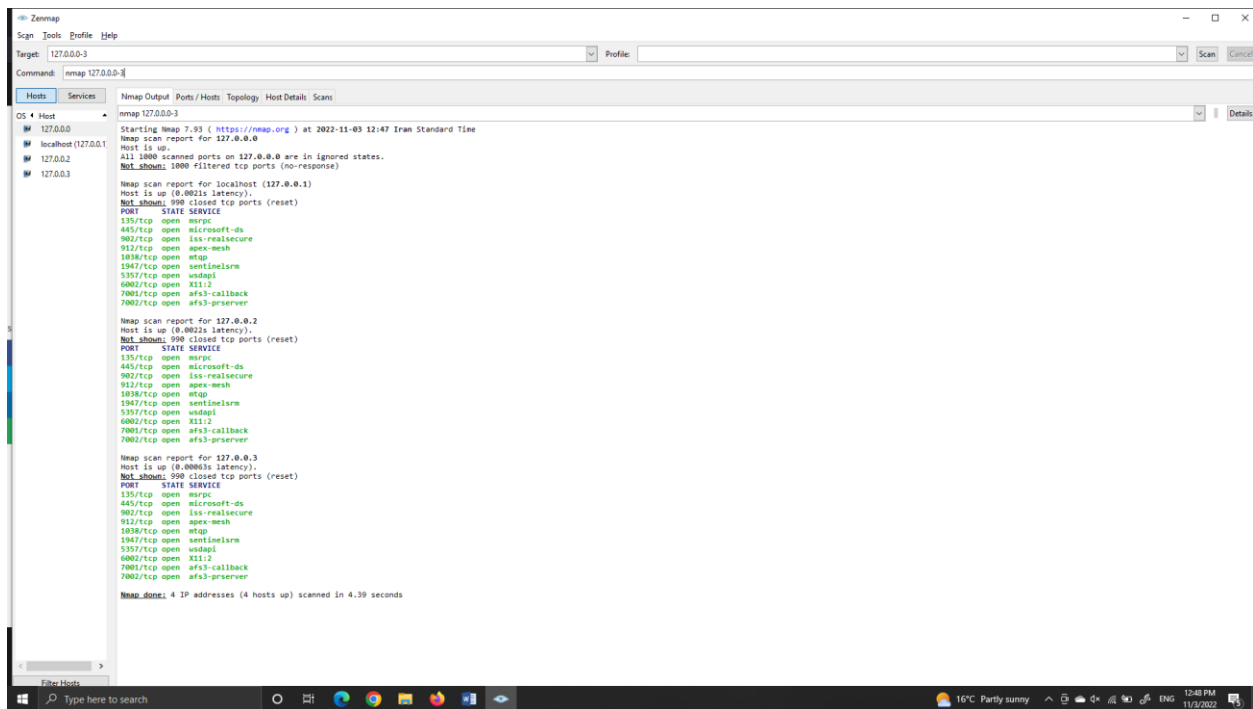 Zenmap
Scan Tools Profile Help
Target: 127.0.0.0-3 Profile: Scan Cancel
Command: nmap 127.0.0.0-3
Hosts Services Nmap Output Ports / Hosts Topology Host Details Scans
OS Host
nmap 127.0.0.0-3 Details
127.0.0.0
localhost (127.0.0.1)
127.0.0.2
127.0.0.3
Starting Nmap 7.93 ( https://nmap.org ) at 2022-11-03 12:47 Iran Standard Time
Nmap scan report for 127.0.0.0
Host is up.
All 1000 scanned ports on 127.0.0.0 are in ignored states.
Not shown: 1000 filtered tcp ports (no-response)
Nmap scan report for localhost (127.0.0.1)
Host is up (0.0021s latency).
Not shown: 990 closed tcp ports (reset)
PORT STATE SERVICE
135/tcp open msrpc
445/tcp open microsoft-ds
902/tcp open iss-realsecure
912/tcp open apex-mesh
1038/tcp open mtqp
1947/tcp open sentinelsrm
5357/tcp open wsdapi
6002/tcp open X11:2
7001/tcp open afs3-callback
7002/tcp open afs3-prserver
Nmap scan report for 127.0.0.2
Host is up (0.0022s latency).
Not shown: 990 closed tcp ports (reset)
PORT STATE SERVICE
135/tcp open msrpc
445/tcp open microsoft-ds
902/tcp open iss-realsecure
912/tcp open apex-mesh
1038/tcp open mtqp
1947/tcp open sentinelsrm
5357/tcp open wsdapi
6002/tcp open X11:2
7001/tcp open afs3-callback
7002/tcp open afs3-prserver
Nmap scan report for 127.0.0.3
Host is up (0.00063s latency).
Not shown: 990 closed tcp ports (reset)
PORT STATE SERVICE
135/tcp open msrpc
445/tcp open microsoft-ds
902/tcp open iss-realsecure
912/tcp open apex-mesh
1038/tcp open mtqp
1947/tcp open sentinelsrm
5357/tcp open wsdapi
6002/tcp open X11:2
7001/tcp open afs3-callback
7002/tcp open afs3-prserver
Nmap done: 4 IP addresses (4 hosts up) scanned in 4.39 seconds
Filter Hosts
Type here to search
16°C Partly sunny ENG 12:48 PM
11/3/2022